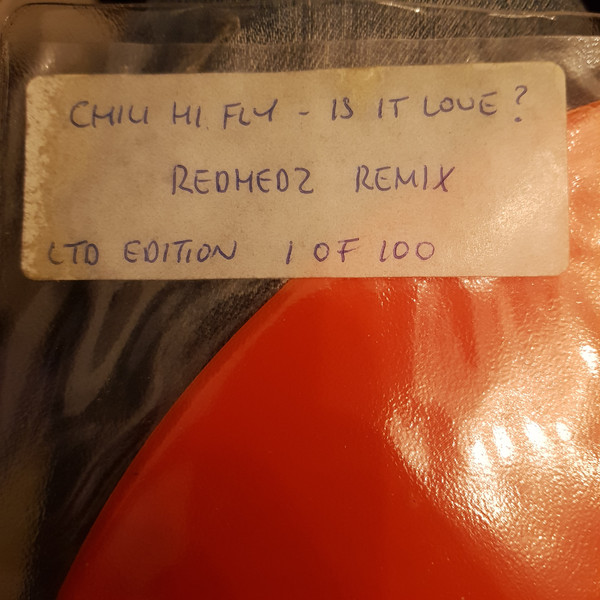 CHILI HI FLY - IS IT LOVE?
REDHEDZ REMIX
LTD EDITION 1 OF 100